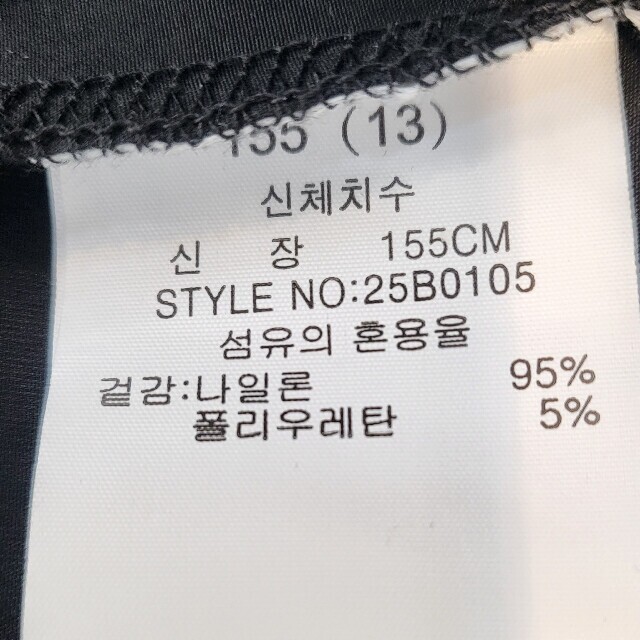 155 (13)
신체치수
신 장 155CM
STYLE NO:25B0105
섬유의 혼용율
겉감:나일론 95%
폴리우레탄 5%